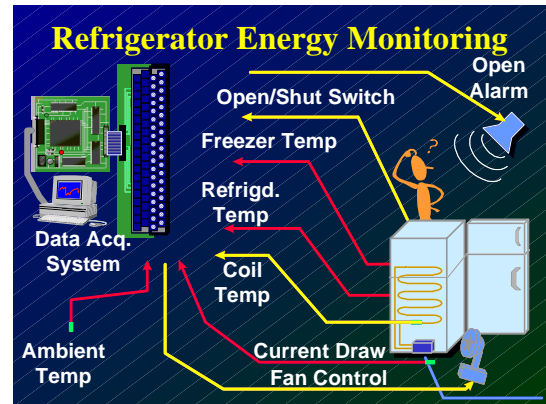 Refrigerator Energy Monitoring
Open
Alarm
Open/Shut Switch
Freezer Temp
Refrigd.
Temp
Data Acq.
System
Coil
Temp
Ambient
Temp
Current Draw
Fan Control
?